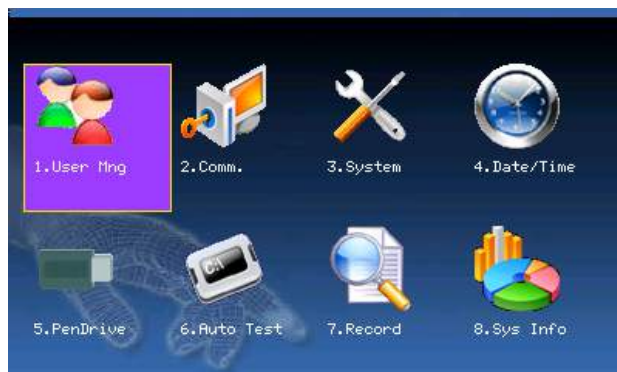 1.User Mng 2.Comm. 3.System 4.Date/Time
C:\
5.PenDrive 6.Auto Test 7.Record 8.Sys Info